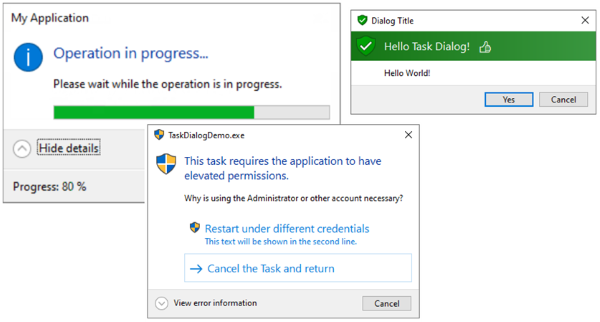 My Application
Operation in progress...
Please wait while the operation is in progress.
Hide details
Progress: 80 %
Dialog Title
Hello Task Dialog!
Hello World!
Yes
Cancel
TaskDialogDemo.exe
This task requires the application to have
elevated permissions.
Why is using the Administrator or other account necessary?
Restart under different credentials
This text will be shown in the second line.
Cancel the Task and return
View error information
Cancel